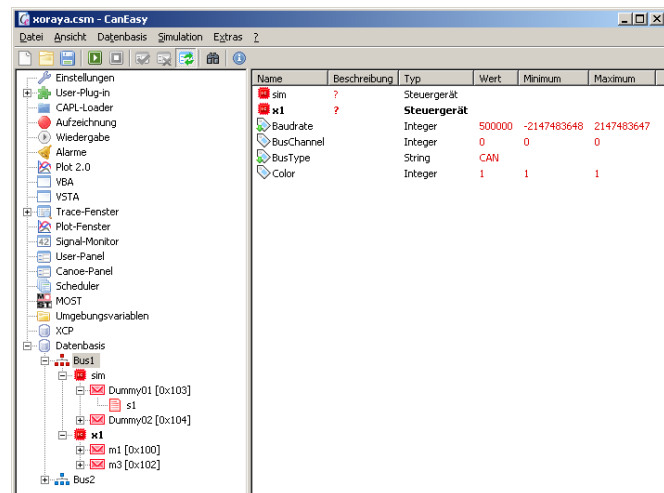 xoraya.csm - CanEasy
Datei Ansicht Datenbasis Simulation Extras ?
Einstellungen
User-Plug-in
CAPL-Loader
Aufzeichnung
Wiedergabe
Alarme
Plot 2.0
VBA
VSTA
Trace-Fenster
Plot-Fenster
42 Signal-Monitor
User-Panel
Canoe-Panel
Scheduler
MOST MOST
Umgebungsvariablen
XCP
Datenbasis
Bus1
sim
Dummy01 [0x103]
s1
Dummy02 [0x104]
x1
m1 [0x100]
m3 [0x102]
Bus2
Name Beschreibung Typ Wert Minimum Maximum
sim ? Steuergerät
x1 ? Steuergerät
Baudrate Integer 500000 -2147483648 2147483647
BusChannel Integer 0 0 0
BusType String CAN
Color Integer 1 1 1